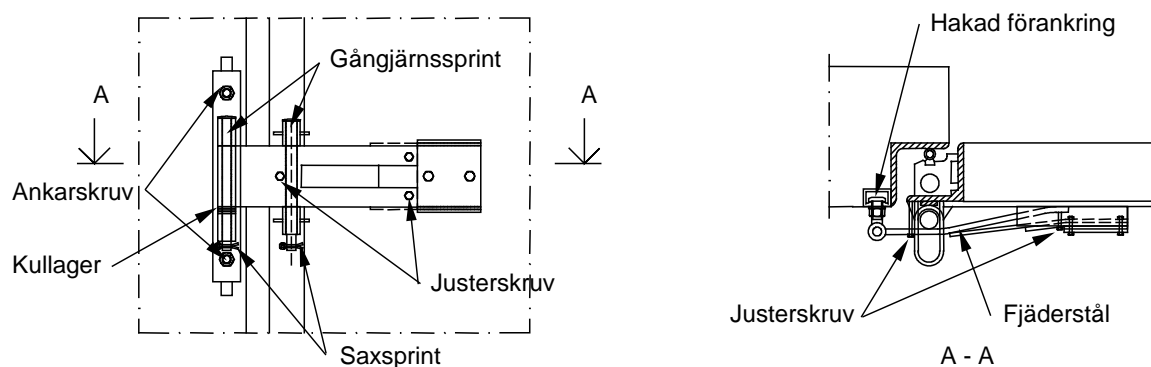 Hakad förankring
Gångjärnssprint
A
A
Ankarskruv
Kullager
Justerskruv
Justerskruv
Fjäderstål
Saxsprint
A - A